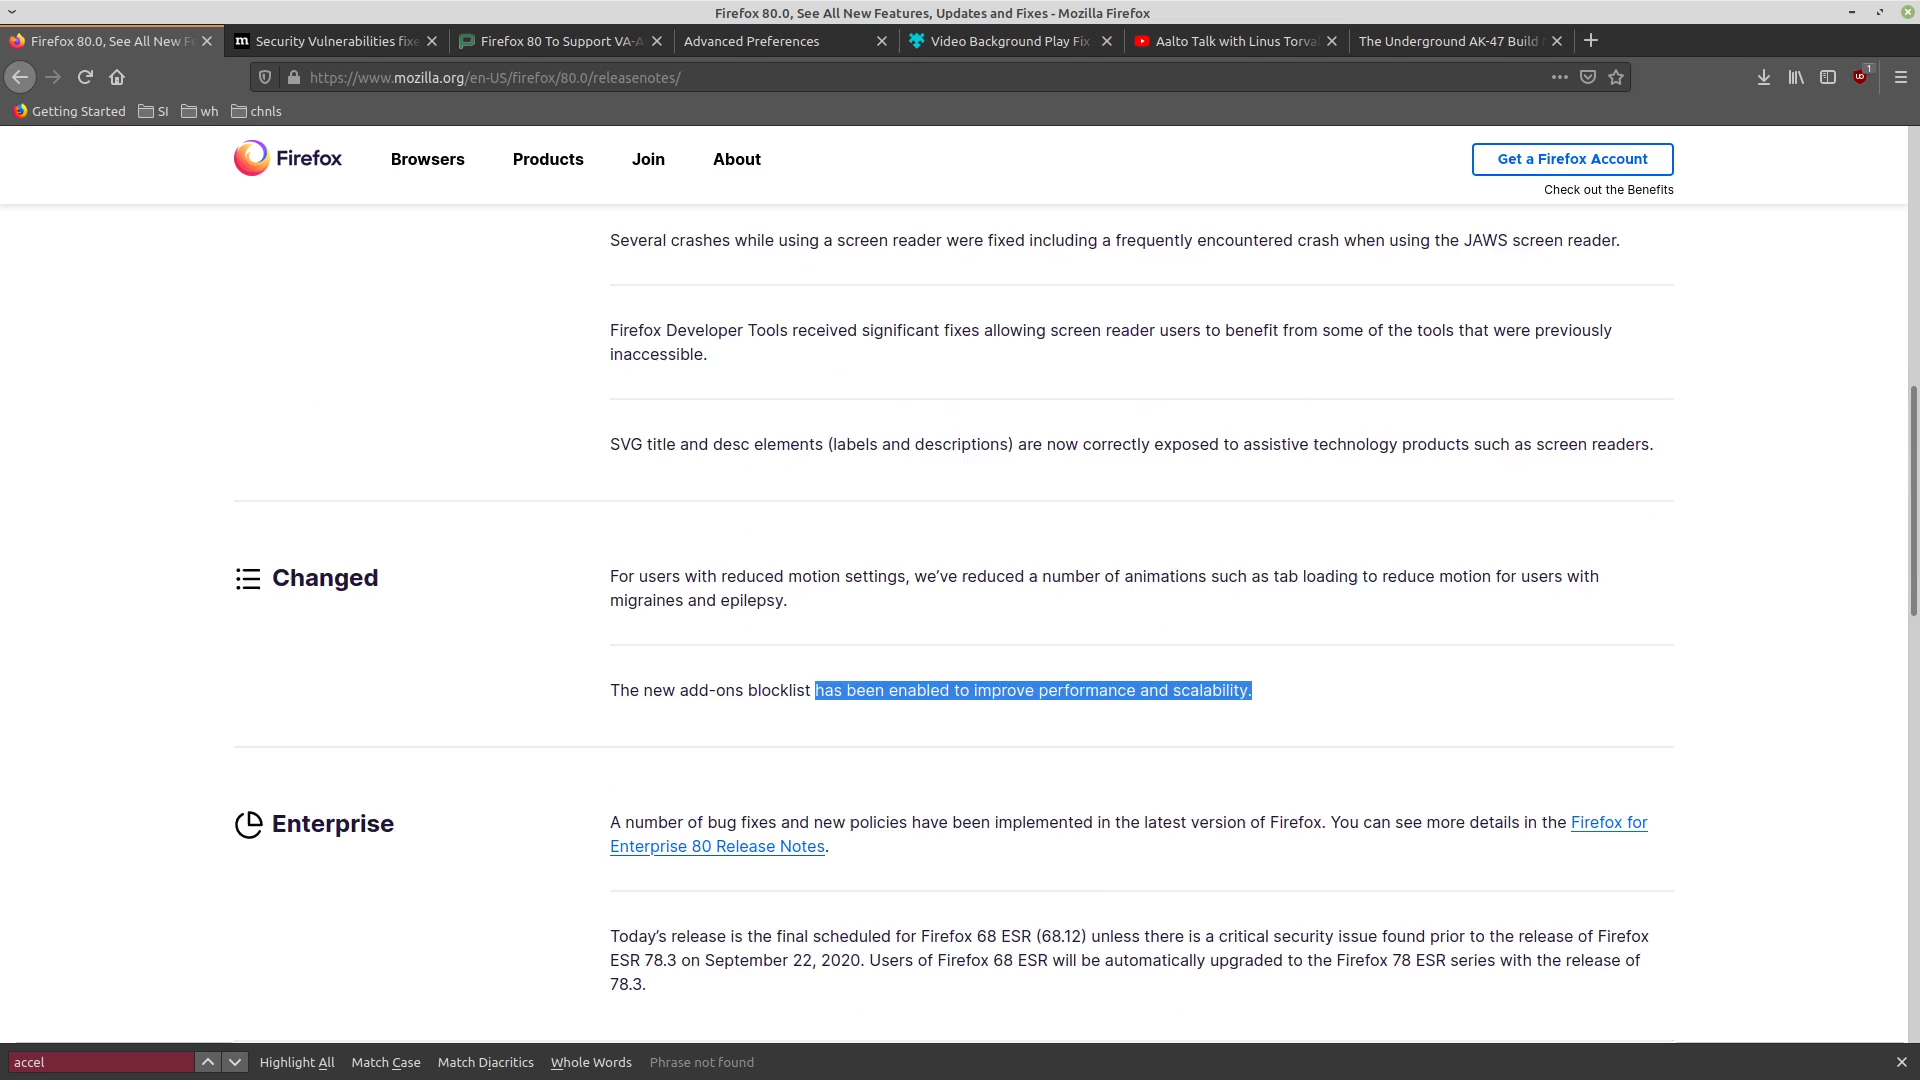 Firefox 80.0, See All New Features, Updates and Fixes - Mozilla Firefox
Firefox 80.0, See All New Fe
Security Vulnerabilities fixe
Firefox 80 To Support VA-A
Advanced Preferences
Video Background Play Fix
Aalto Talk with Linus Torval
The Underground AK-47 Build
https://www.mozilla.org/en-US/firefox/80.0/releasenotes/
1
Getting Started
SI
wh
chnls
Firefox
Browsers
Products
Join
About
Get a Firefox Account
Check out the Benefits
Several crashes while using a screen reader were fixed including a frequently encountered crash when using the JAWS screen reader.
Firefox Developer Tools received significant fixes allowing screen reader users to benefit from some of the tools that were previously
inaccessible.
SVG title and desc elements (labels and descriptions) are now correctly exposed to assistive technology products such as screen readers.
Changed
For users with reduced motion settings, we’ve reduced a number of animations such as tab loading to reduce motion for users with
migraines and epilepsy.
The new add-ons blocklist has been enabled to improve performance and scalability.
Enterprise
A number of bug fixes and new policies have been implemented in the latest version of Firefox. You can see more details in the Firefox for
Enterprise 80 Release Notes.
Today’s release is the final scheduled for Firefox 68 ESR (68.12) unless there is a critical security issue found prior to the release of Firefox
ESR 78.3 on September 22, 2020. Users of Firefox 68 ESR will be automatically upgraded to the Firefox 78 ESR series with the release of
78.3.
accel
Highlight All
Match Case
Match Diacritics
Whole Words
Phrase not found